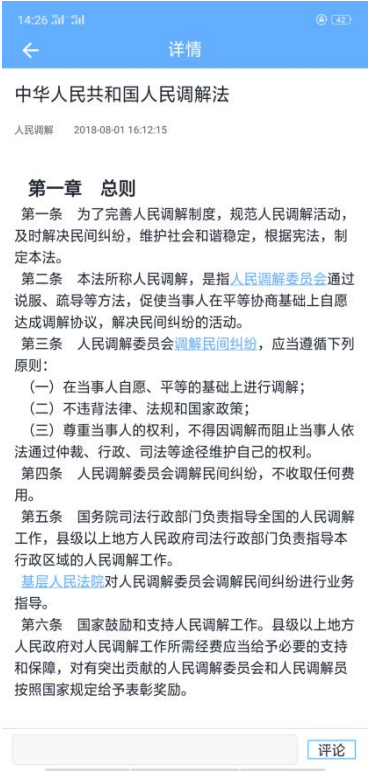 14:26 42
详情
中华人民共和国人民调解法
人民调解 2018-08-01 16:12:15
第一章 总则
第一条 为了完善人民调解制度，规范人民调解活动，
及时解决民间纠纷，维护社会和谐稳定，根据宪法，制
定本法。
第二条 本法所称人民调解，是指人民调解委员会通过
说服、疏导等方法，促使当事人在平等协商基础上自愿
达成调解协议，解决民间纠纷的活动。
第三条 人民调解委员会调解民间纠纷，应当遵循下列
原则：
（一）在当事人自愿、平等的基础上进行调解；
（二）不违背法律、法规和国家政策；
（三）尊重当事人的权利，不得因调解而阻止当事人依
法通过仲裁、行政、司法等途径维护自己的权利。
第四条 人民调解委员会调解民间纠纷，不收取任何费
用。
第五条 国务院司法行政部门负责指导全国的人民调解
工作，县级以上地方人民政府司法行政部门负责指导本
行政区域的人民调解工作。
基层人民法院对人民调解委员会调解民间纠纷进行业务
指导。
第六条 国家鼓励和支持人民调解工作。县级以上地方
人民政府对人民调解工作所需经费应当给予必要的支持
和保障，对有突出贡献的人民调解委员会和人民调解员
按照国家规定给予表彰奖励。
评论